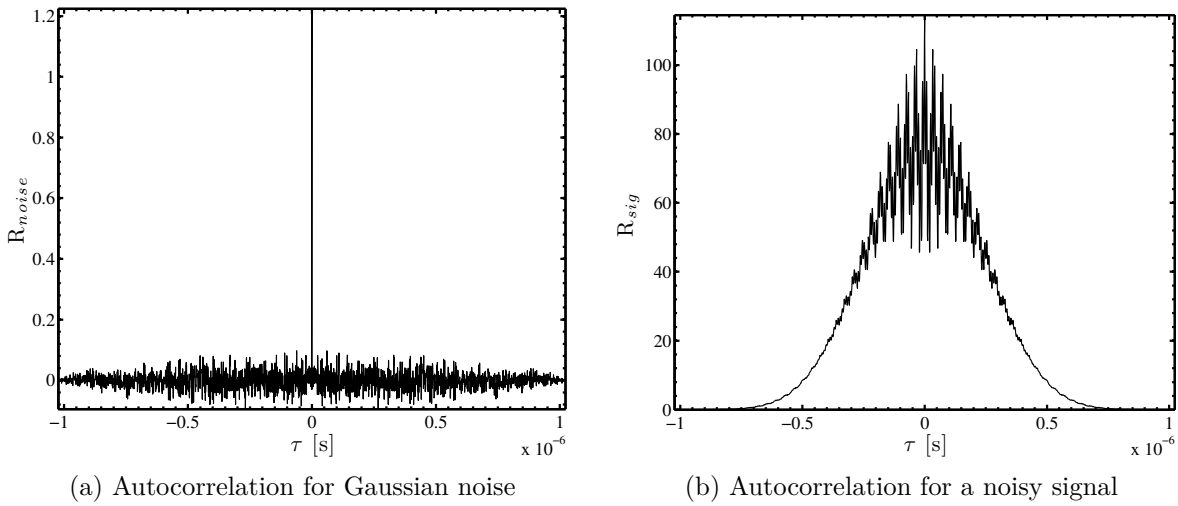 1.2
1
0.8
0.6
0.4
0.2
0
R_noise
−1
−0.5
0
0.5
1
τ [s]
x 10^−6
(a) Autocorrelation for Gaussian noise
100
80
60
40
20
0
R_sig
−1
−0.5
0
0.5
1
τ [s]
x 10^−6
(b) Autocorrelation for a noisy signal